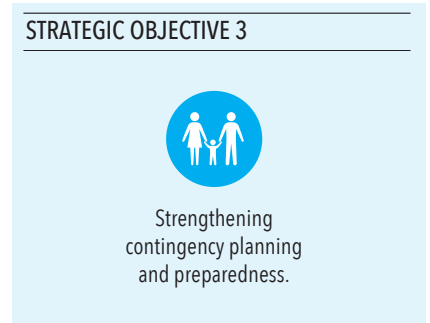 STRATEGIC OBJECTIVE 3
Strengthening
contingency planning
and preparedness.